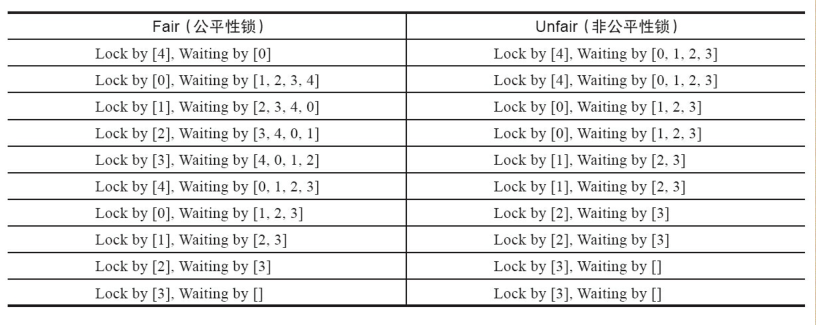 Fair（公平性锁） Unfair（非公平性锁）
Lock by [4], Waiting by [0] Lock by [4], Waiting by [0, 1, 2, 3]
Lock by [0], Waiting by [1, 2, 3, 4] Lock by [4], Waiting by [0, 1, 2, 3]
Lock by [1], Waiting by [2, 3, 4, 0] Lock by [0], Waiting by [1, 2, 3]
Lock by [2], Waiting by [3, 4, 0, 1] Lock by [0], Waiting by [1, 2, 3]
Lock by [3], Waiting by [4, 0, 1, 2] Lock by [1], Waiting by [2, 3]
Lock by [4], Waiting by [0, 1, 2, 3] Lock by [1], Waiting by [2, 3]
Lock by [0], Waiting by [1, 2, 3] Lock by [2], Waiting by [3]
Lock by [1], Waiting by [2, 3] Lock by [2], Waiting by [3]
Lock by [2], Waiting by [3] Lock by [3], Waiting by []
Lock by [3], Waiting by [] Lock by [3], Waiting by []